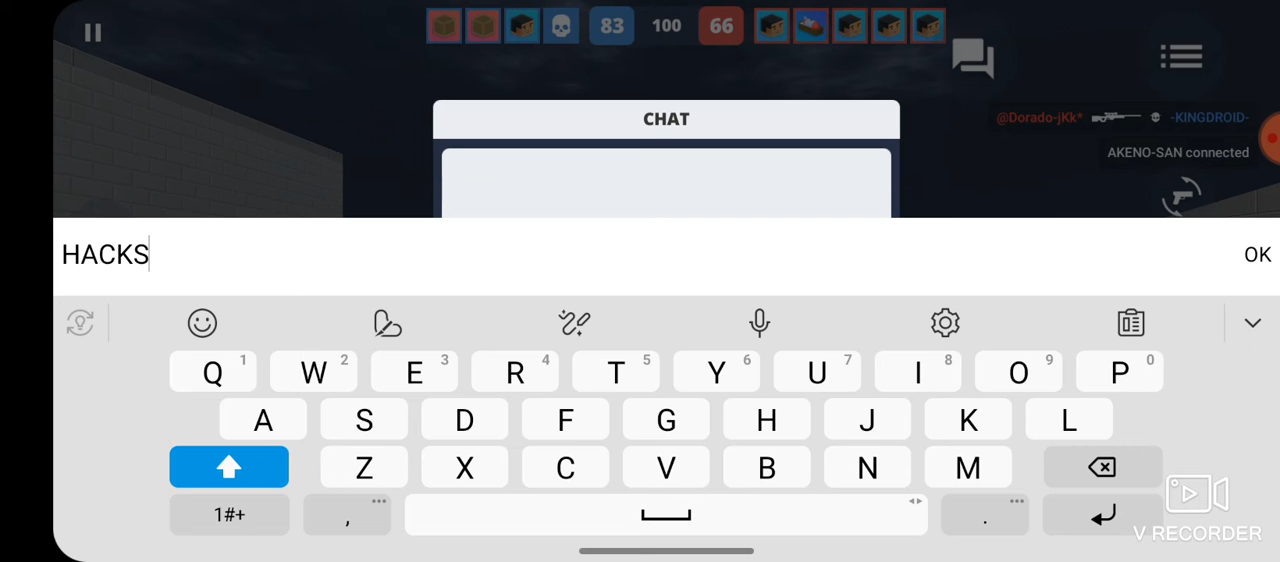 83 100 66
CHAT
@Dorado-jKk* -KINGDROID-
AKENO-SAN connected
HACKS
OK
Q 1 W 2 E 3 R 4 T 5 Y 6 U 7 I 8 O 9 P 0
A S D F G H J K L
Z X C V B N M
1#+ , .
V RECORDER